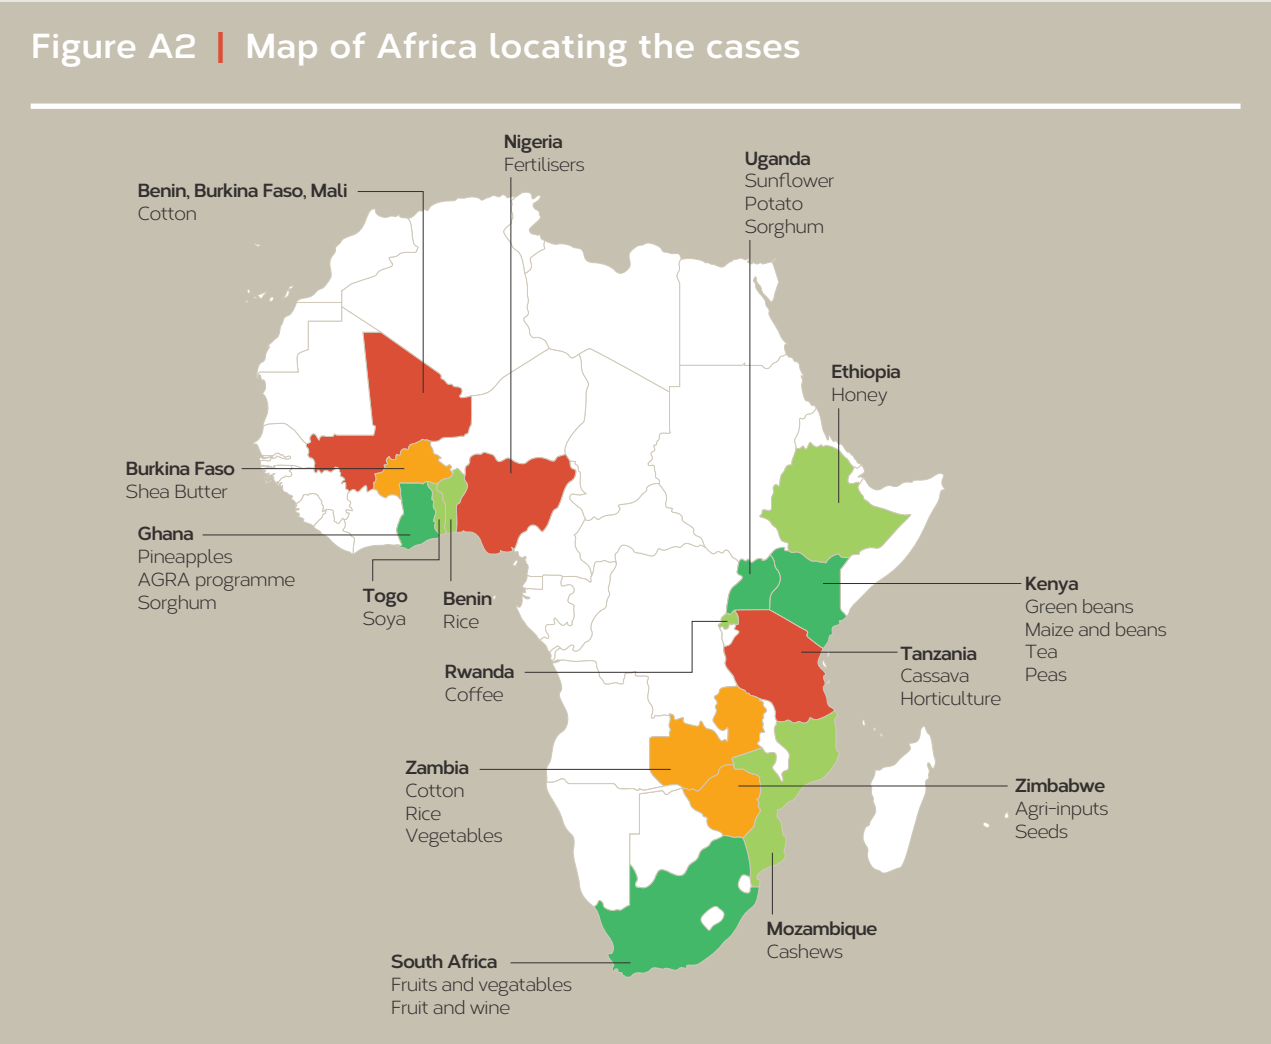 Figure A2 | Map of Africa locating the cases
Nigeria
Fertilisers
Uganda
Sunflower
Potato
Sorghum
Benin, Burkina Faso, Mali
Cotton
Ethiopia
Honey
Burkina Faso
Shea Butter
Ghana
Pineapples
AGRA programme
Sorghum
Togo
Soya
Benin
Rice
Kenya
Green beans
Maize and beans
Tea
Peas
Rwanda
Coffee
Tanzania
Cassava
Horticulture
Zambia
Cotton
Rice
Vegetables
Zimbabwe
Agri-inputs
Seeds
Mozambique
Cashews
South Africa
Fruits and vegatables
Fruit and wine